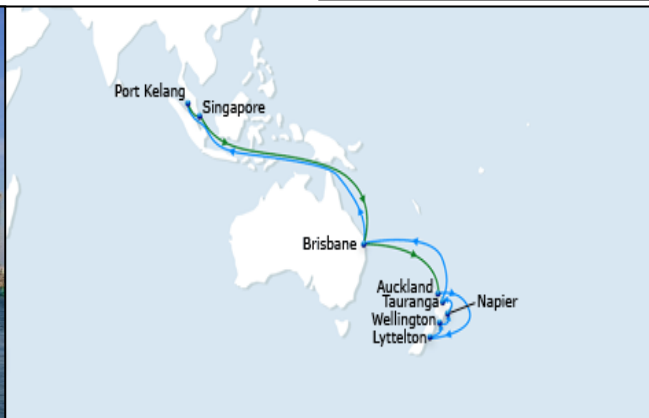 Port Kelang
Singapore
Brisbane
Auckland
Tauranga
Napier
Wellington
Lyttelton